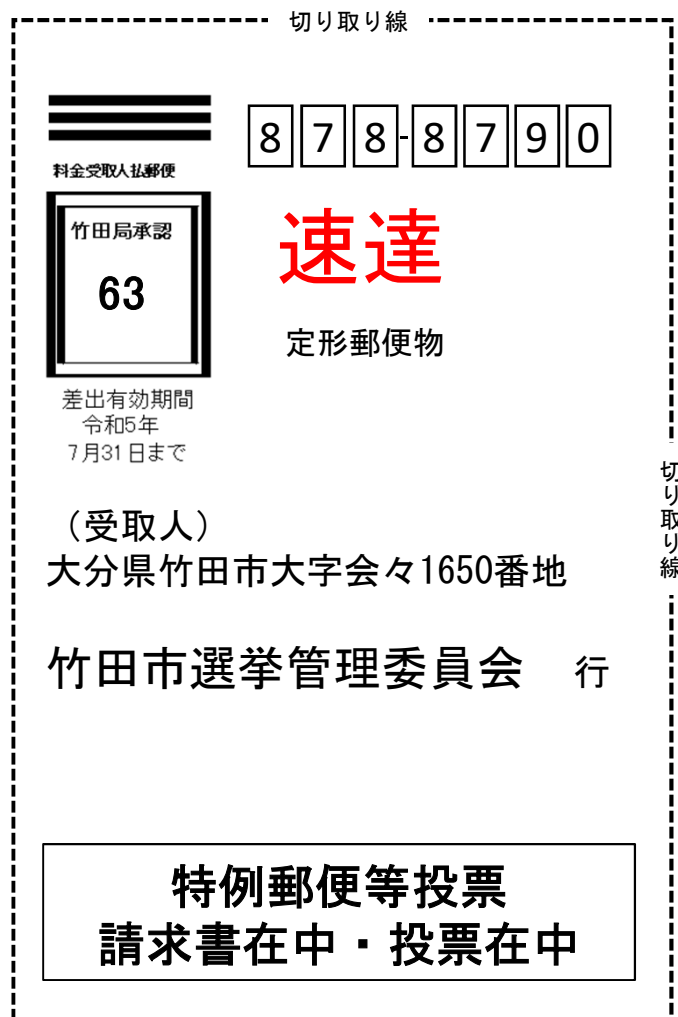 切り取り線
878-8790
料金受取人払郵便
竹田局承認
63
速達
定形郵便物
差出有効期間
令和5年
7月31日まで
切り取り線
（受取人）
大分県竹田市大字会々1650番地
竹田市選挙管理委員会　行
特例郵便等投票
請求書在中・投票在中